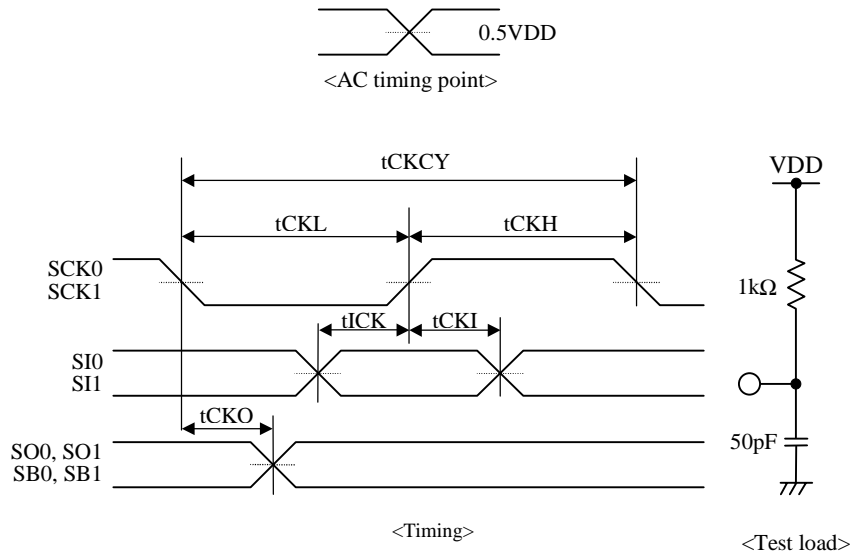 0.5VDD
<AC timing point>
tCKCY
VDD
tCKL
tCKH
SCK0
SCK1
1kΩ
tICK
tCKI
SI0
SI1
tCKO
SO0, SO1
SB0, SB1
50pF
<Timing>
<Test load>